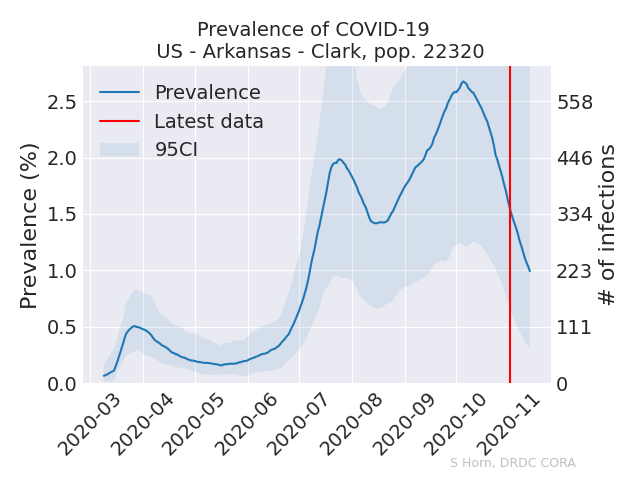 Prevalence of COVID-19
US - Arkansas - Clark, pop. 22320
Prevalence
Latest data
95CI
Prevalence (%)
2.5
2.0
1.5
1.0
0.5
0.0
558
446
334
223
111
0
# of infections
2020-03
2020-04
2020-05
2020-06
2020-07
2020-08
2020-09
2020-10
2020-11
S Horn, DRDC CORA